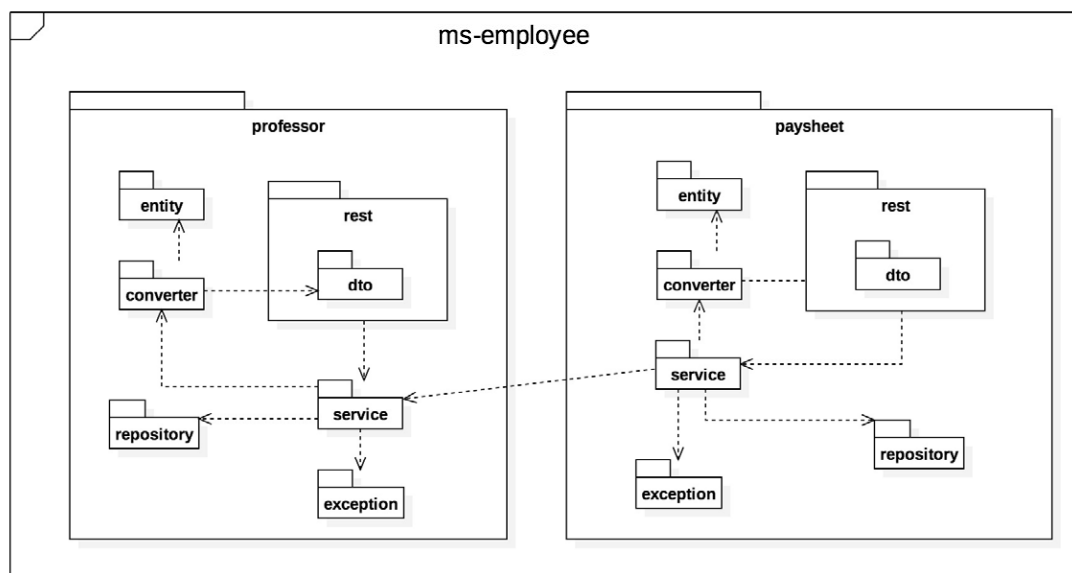 ms-employee
professor
entity
rest
converter
dto
service
repository
exception
paysheet
entity
rest
converter
dto
service
repository
exception